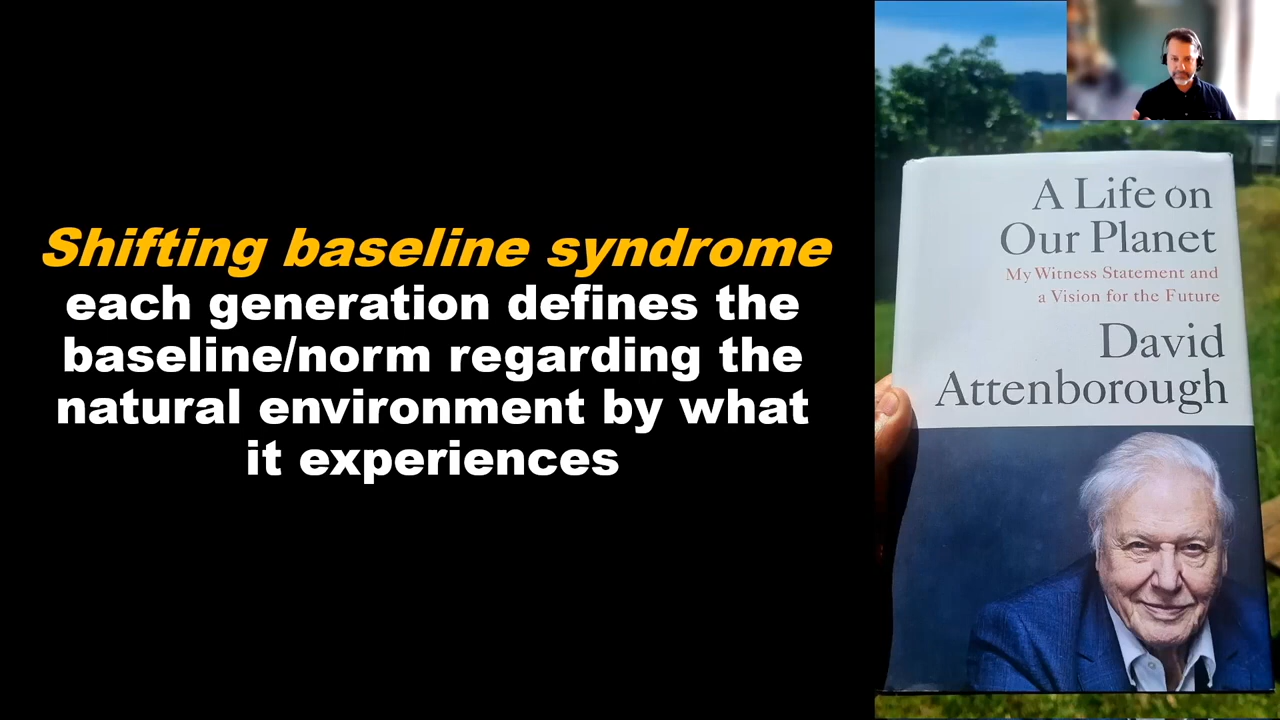 Shifting baseline syndrome
each generation defines the
baseline/norm regarding the
natural environment by what
it experiences
A Life on
Our Planet
My Witness Statement and
a Vision for the Future
David
Attenborough